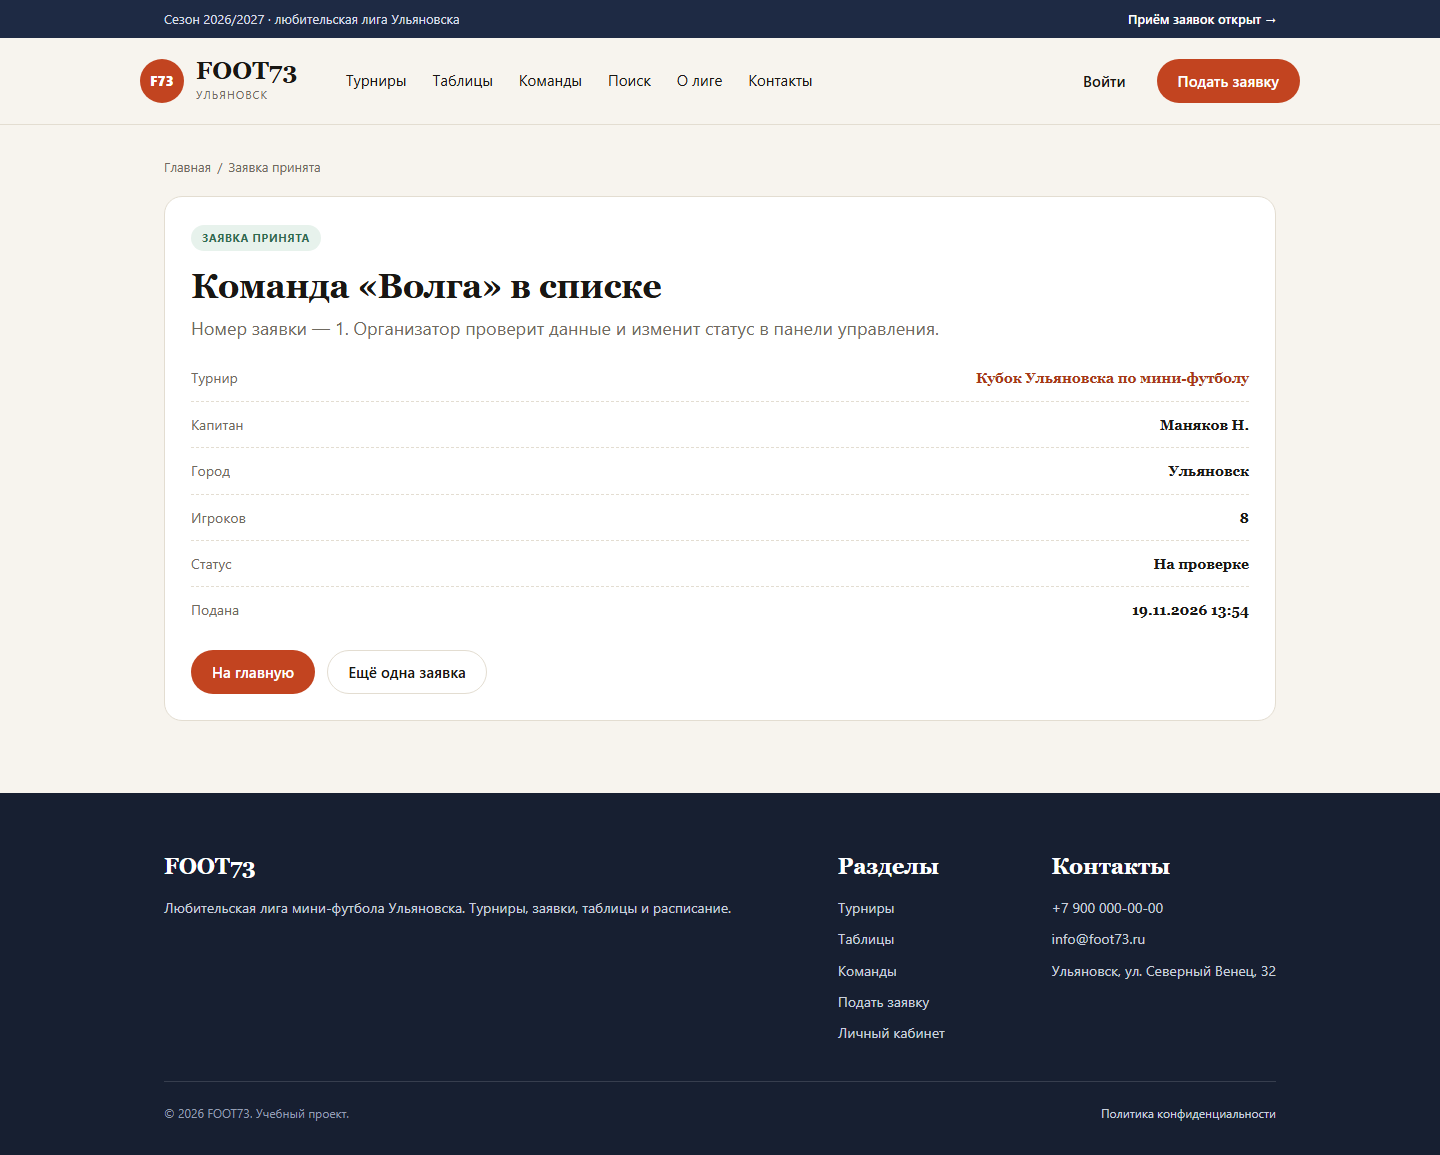 Сезон 2026/2027 · любительская лига Ульяновска
Приём заявок открыт →
F73
FOOT73
УЛЬЯНОВСК
Турниры
Таблицы
Команды
Поиск
О лиге
Контакты
Войти
Подать заявку
Главная / Заявка принята
ЗАЯВКА ПРИНЯТА
Команда «Волга» в списке
Номер заявки — 1. Организатор проверит данные и изменит статус в панели управления.
Турнир
Кубок Ульяновска по мини-футболу
Капитан
Маняков Н.
Город
Ульяновск
Игроков
8
Статус
На проверке
Подана
19.11.2026 13:54
На главную
Ещё одна заявка
FOOT73
Любительская лига мини-футбола Ульяновска. Турниры, заявки, таблицы и расписание.
Разделы
Турниры
Таблицы
Команды
Подать заявку
Личный кабинет
Контакты
+7 900 000-00-00
info@foot73.ru
Ульяновск, ул. Северный Венец, 32
© 2026 FOOT73. Учебный проект.
Политика конфиденциальности